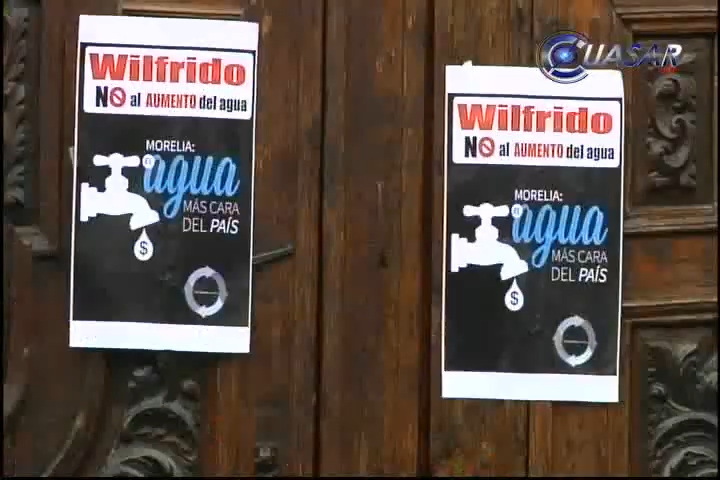 Wilfrido
NO al AUMENTO del agua
MORELIA:
el agua
MÁS CARA
DEL PAÍS
$
CUASAR
Wilfrido
NO al AUMENTO del agua
MORELIA:
el agua
MÁS CARA
DEL PAÍS
$